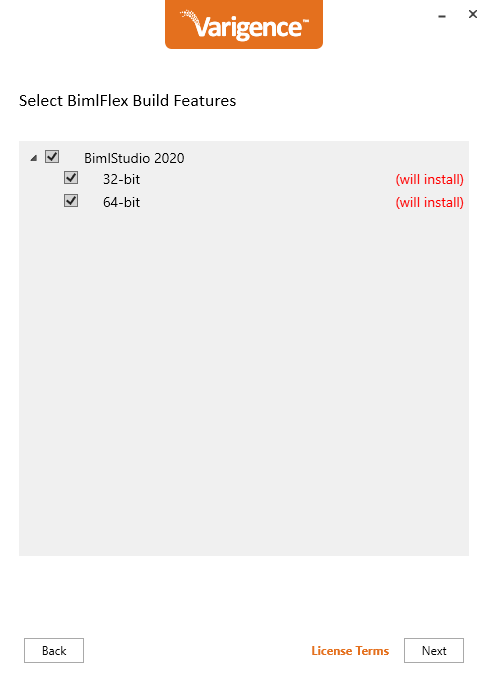 Varigence™
Select BimlFlex Build Features
BimlStudio 2020
32-bit (will install)
64-bit (will install)
Back License Terms Next